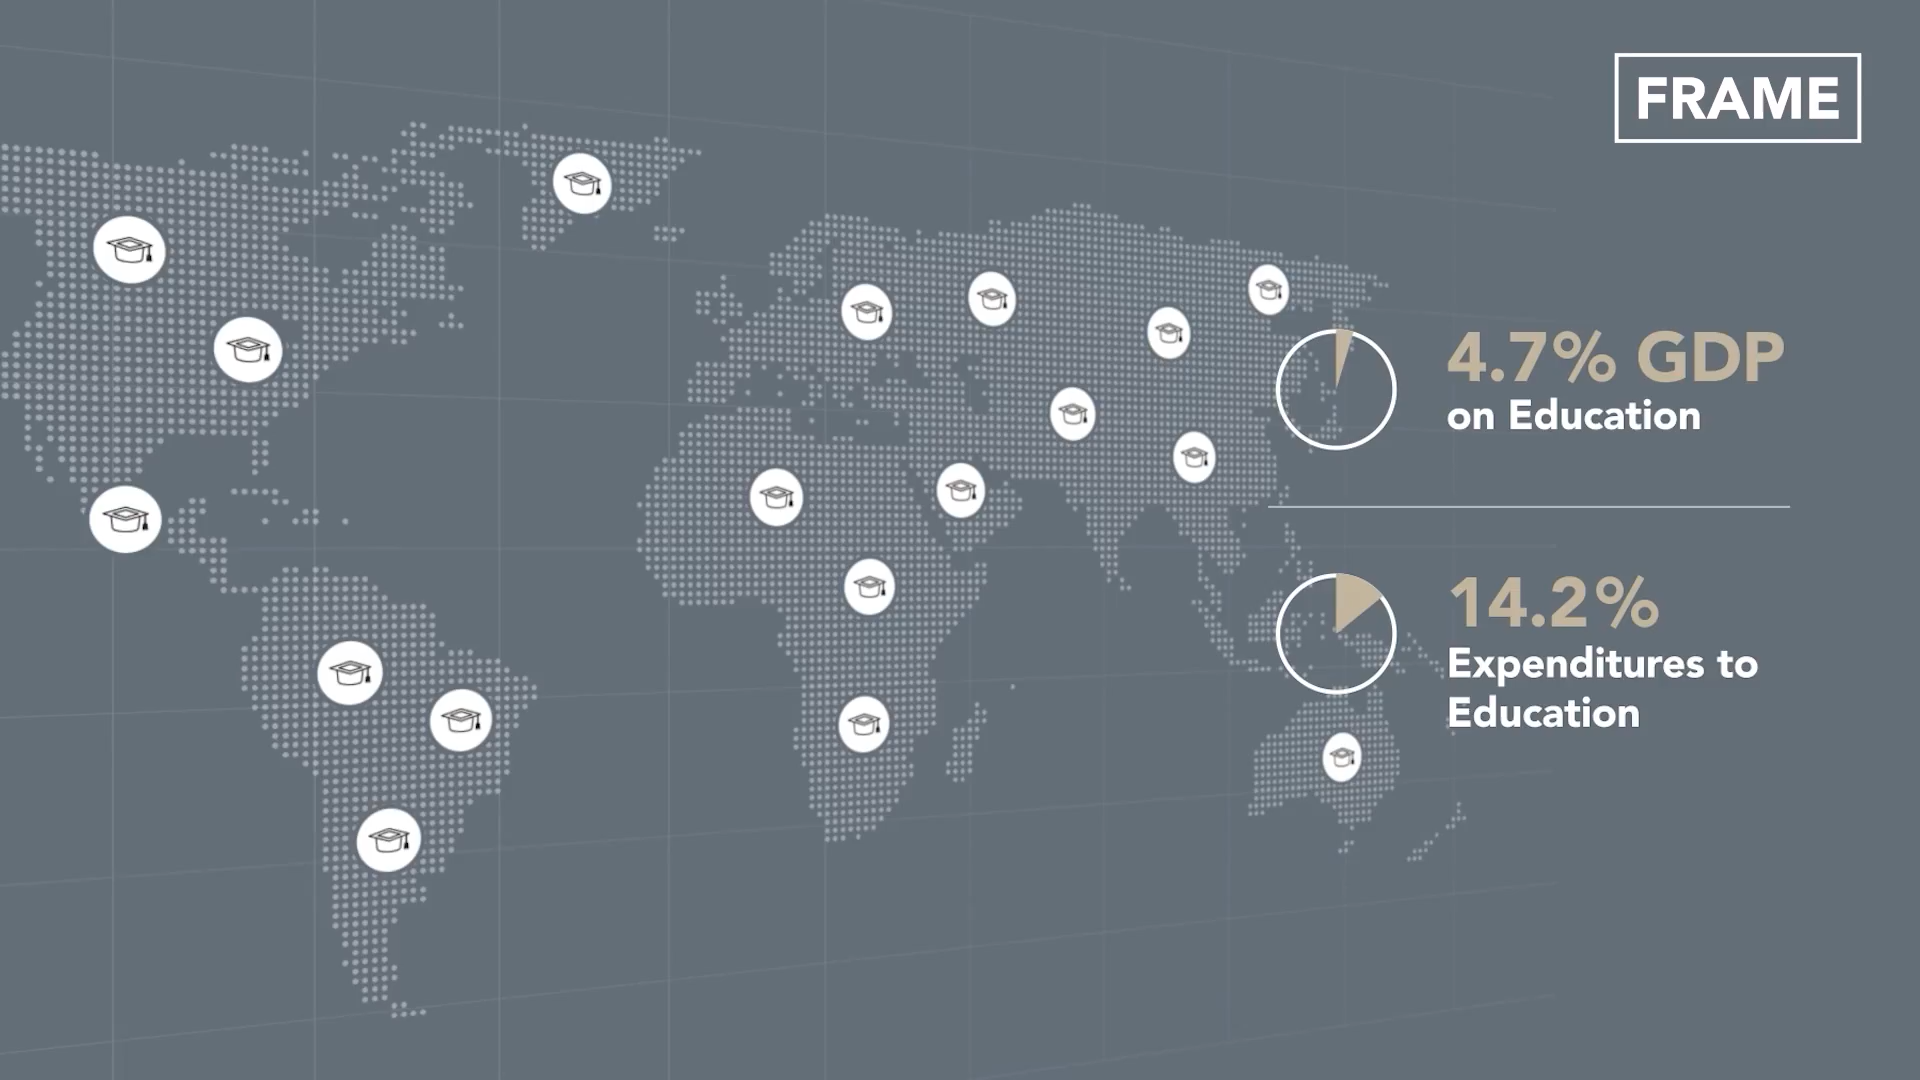 FRAME
4.7% GDP
on Education
14.2%
Expenditures to
Education